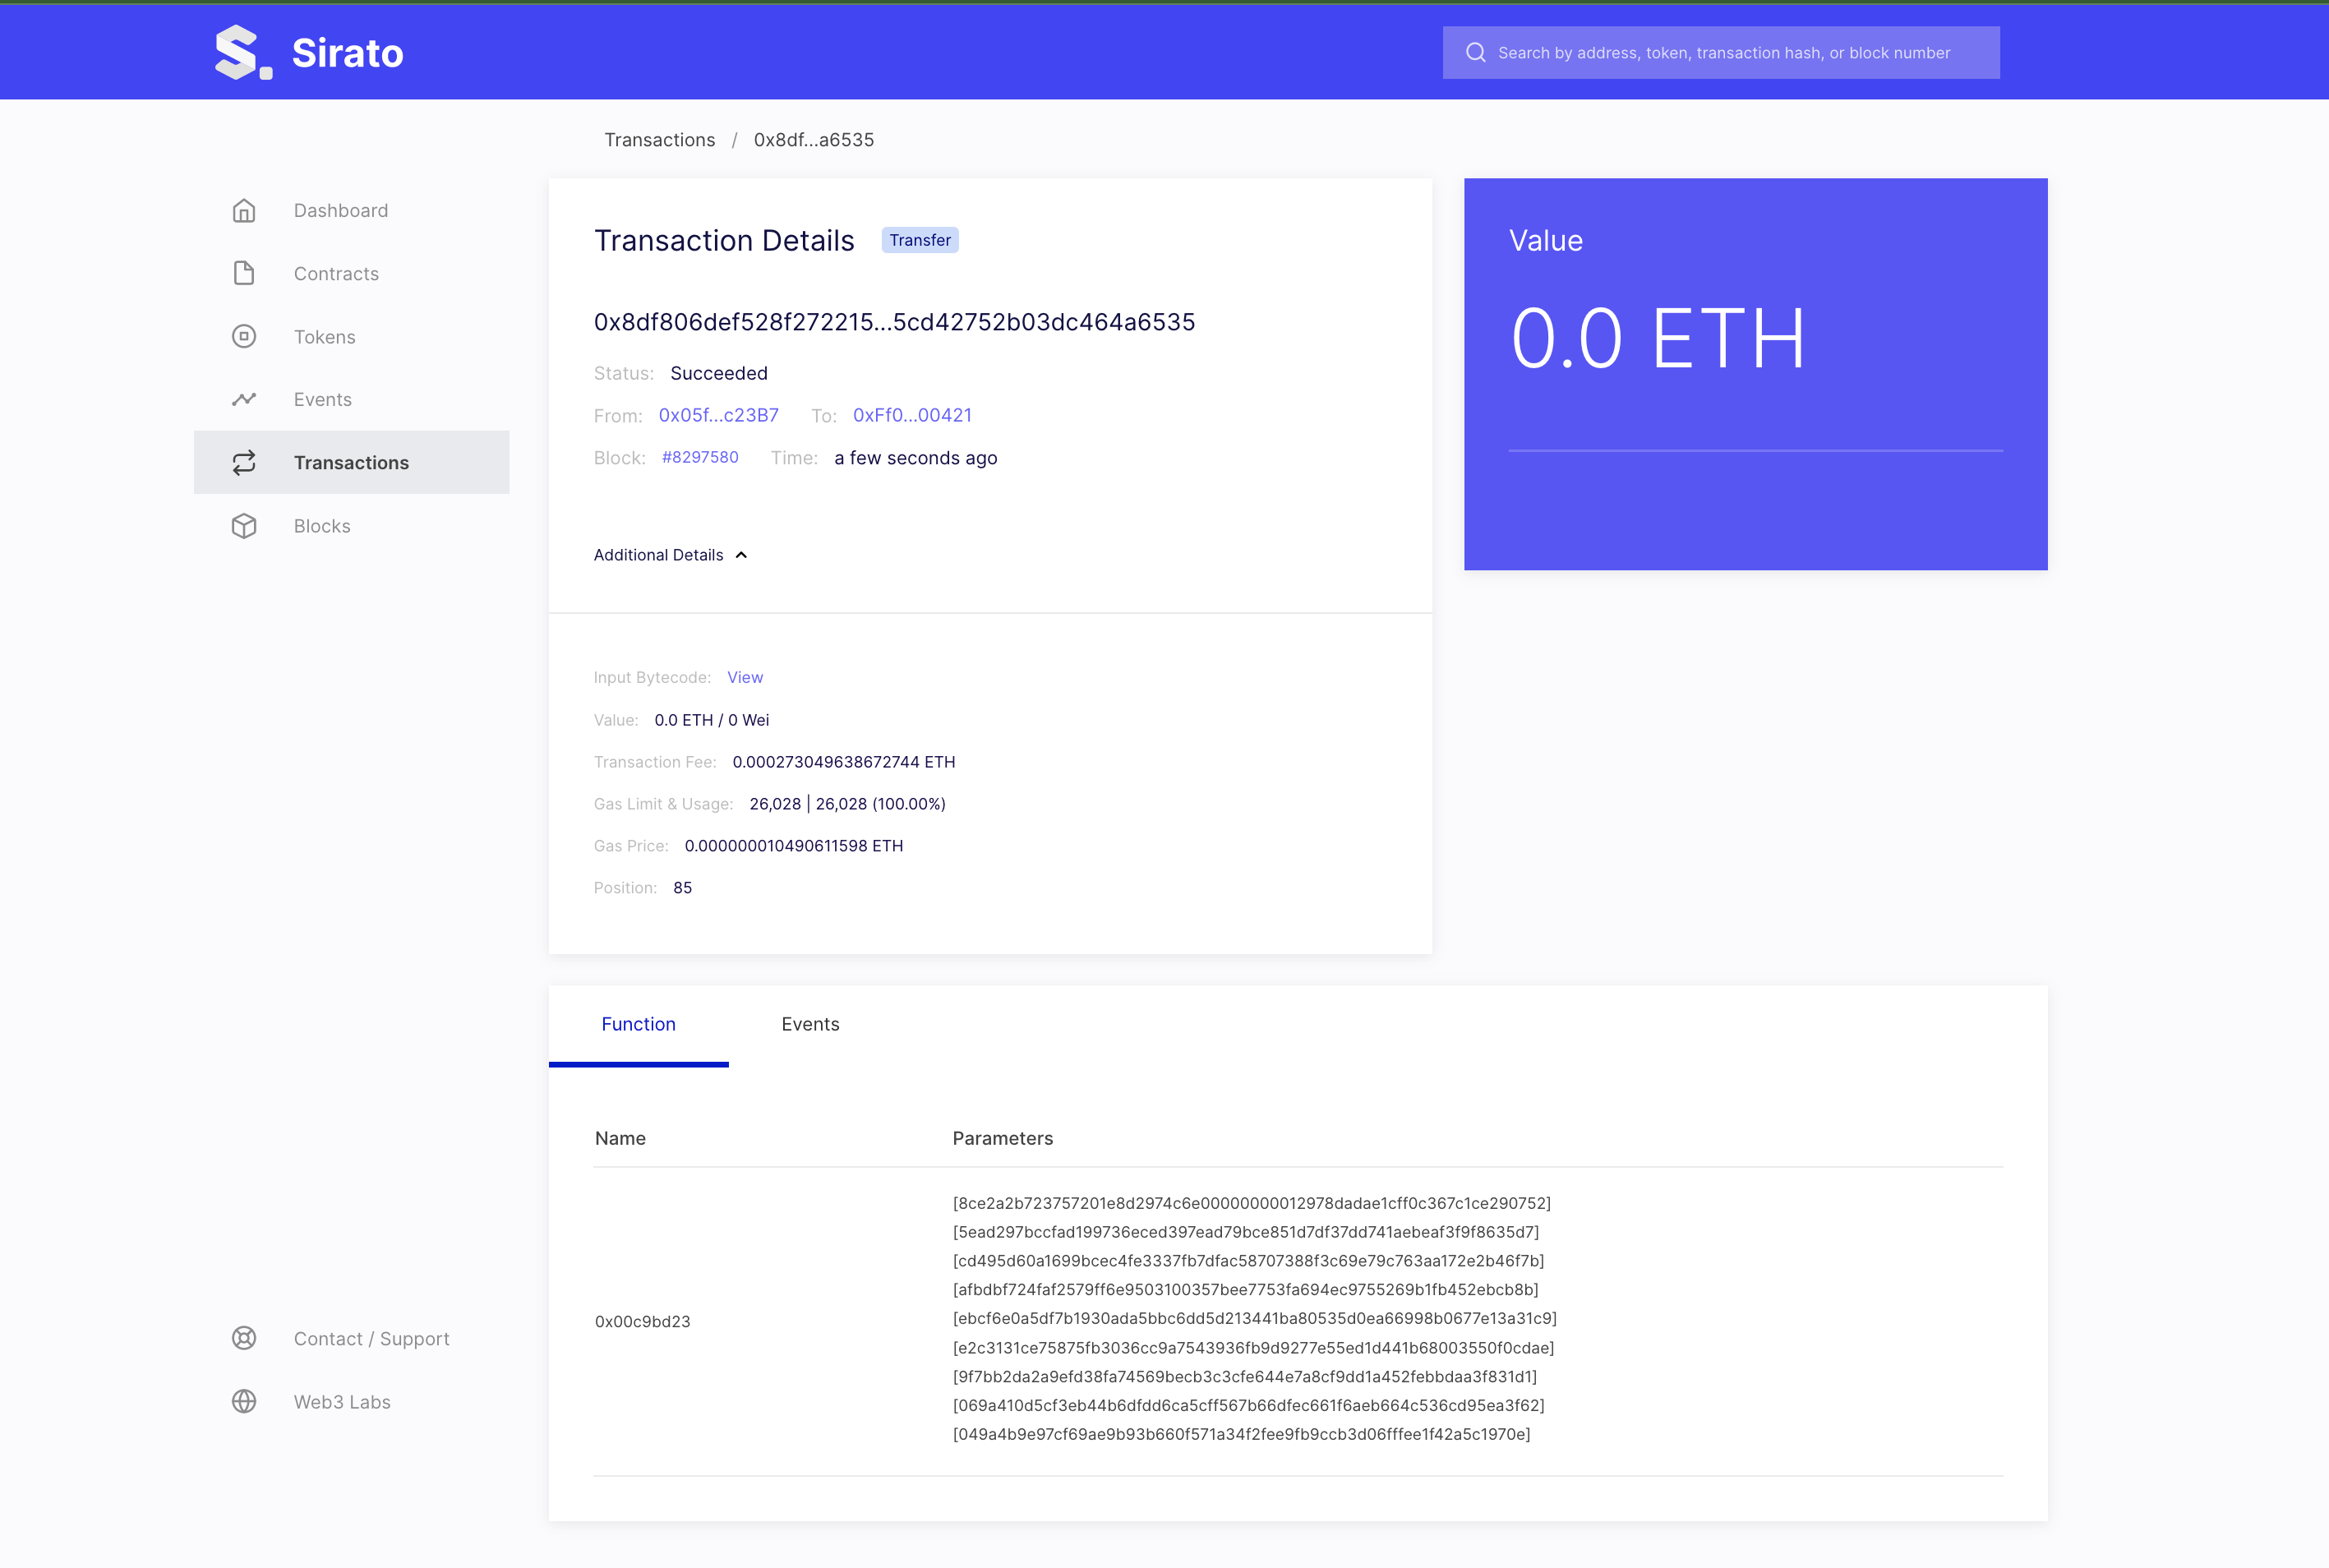 Sirato
Search by address, token, transaction hash, or block number
Transactions / 0x8df...a6535
Dashboard
Contracts
Tokens
Events
Transactions
Blocks
Contact / Support
Web3 Labs
Transaction Details Transfer
0x8df806def528f272215...5cd42752b03dc464a6535
Status: Succeeded
From: 0x05f...c23B7 To: 0xFf0...00421
Block: #8297580 Time: a few seconds ago
Additional Details
Input Bytecode: View
Value: 0.0 ETH / 0 Wei
Transaction Fee: 0.000273049638672744 ETH
Gas Limit & Usage: 26,028 | 26,028 (100.00%)
Gas Price: 0.000000010490611598 ETH
Position: 85
Value
0.0 ETH
Function Events
Name Parameters
0x00c9bd23
[8ce2a2b723757201e8d2974c6e00000000012978dadae1cff0c367c1ce290752]
[5ead297bccfad199736eced397ead79bce851d7df37dd741aebeaf3f9f8635d7]
[cd495d60a1699bcec4fe3337fb7dfac58707388f3c69e79c763aa172e2b46f7b]
[afbdbf724faf2579ff6e9503100357bee7753fa694ec9755269b1fb452ebcb8b]
[ebcf6e0a5df7b1930ada5bbc6dd5d213441ba80535d0ea66998b0677e13a31c9]
[e2c3131ce75875fb3036cc9a7543936fb9d9277e55ed1d441b68003550f0cdae]
[9f7bb2da2a9efd38fa74569becb3c3cfe644e7a8cf9dd1a452febbdaa3f831d1]
[069a410d5cf3eb44b6dfdd6ca5cff567b66dfec661f6aeb664c536cd95ea3f62]
[049a4b9e97cf69ae9b93b660f571a34f2fee9fb9ccb3d06fffee1f42a5c1970e]